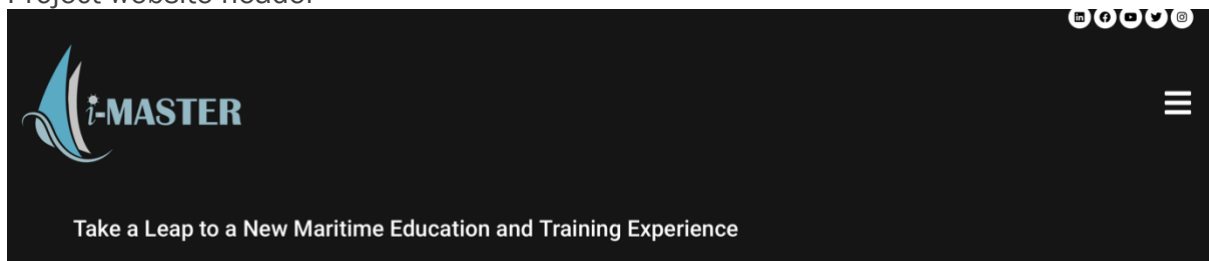 Project website header
i-MASTER
Take a Leap to a New Maritime Education and Training Experience